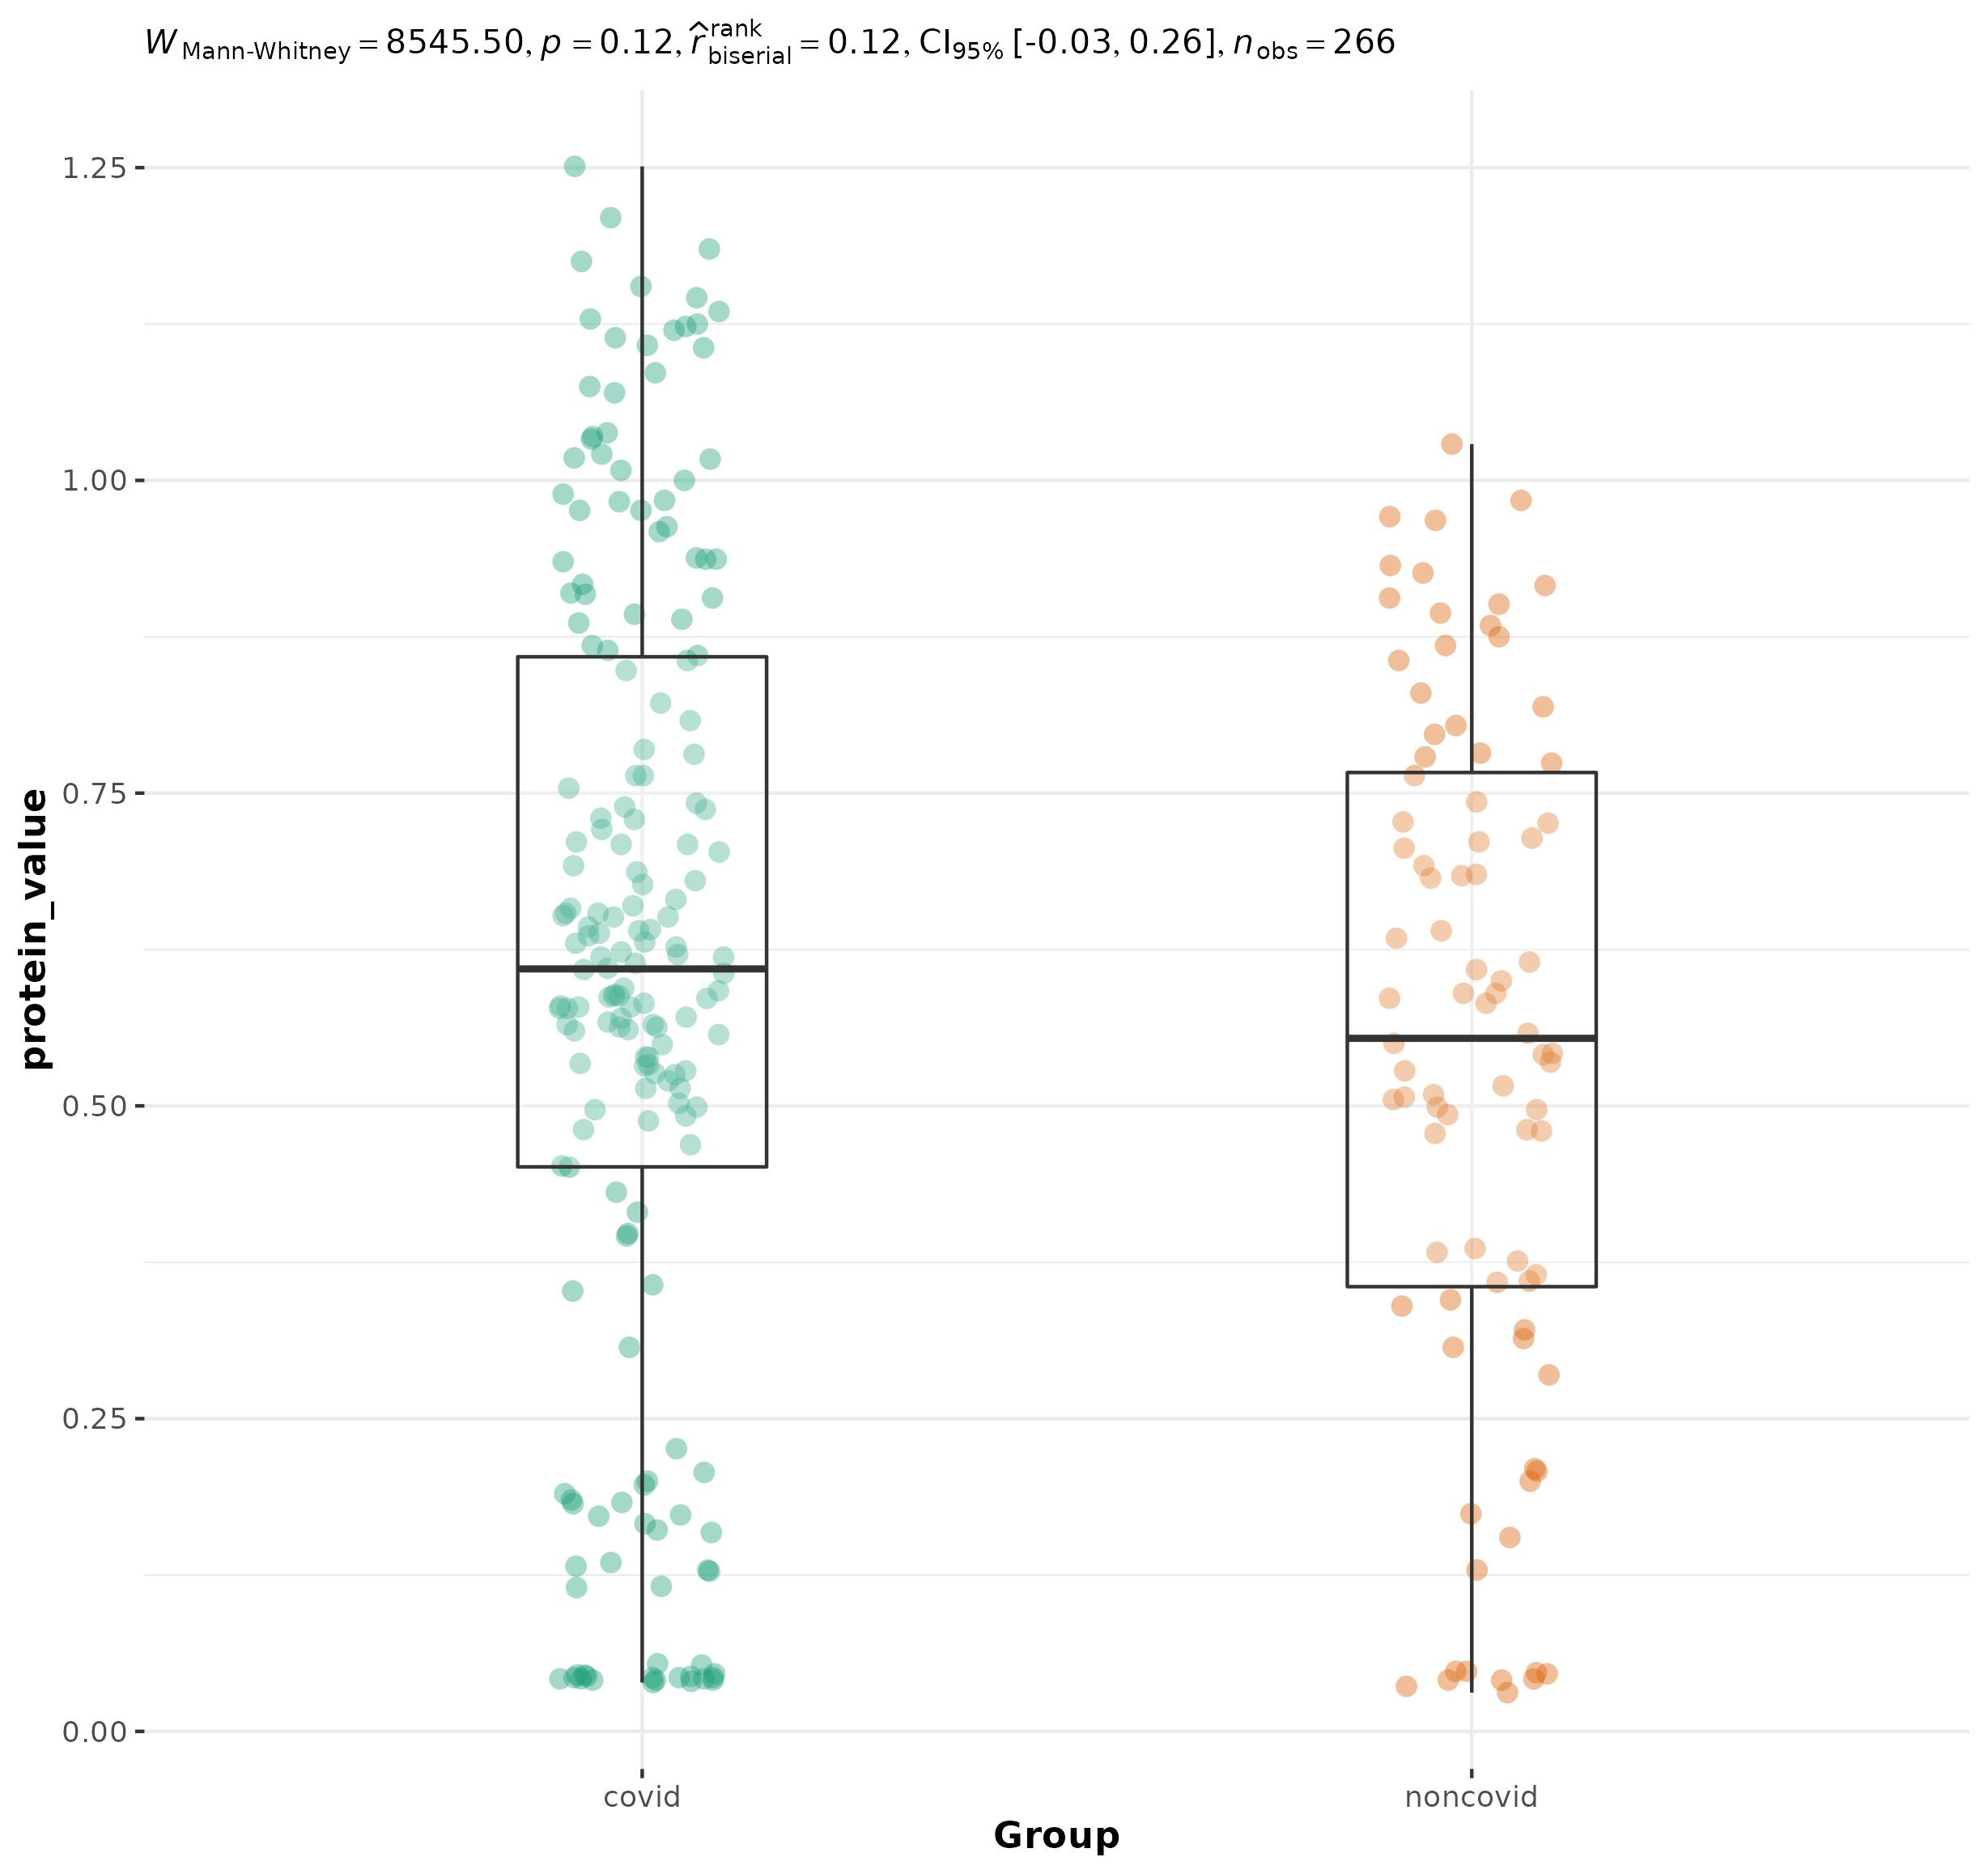 W Mann-Whitney = 8545.50, p = 0.12, r̂ rank biserial = 0.12, CI95% [-0.03, 0.26], n obs = 266
1.25
1.00
0.75
0.50
0.25
0.00
protein_value
covid noncovid
Group